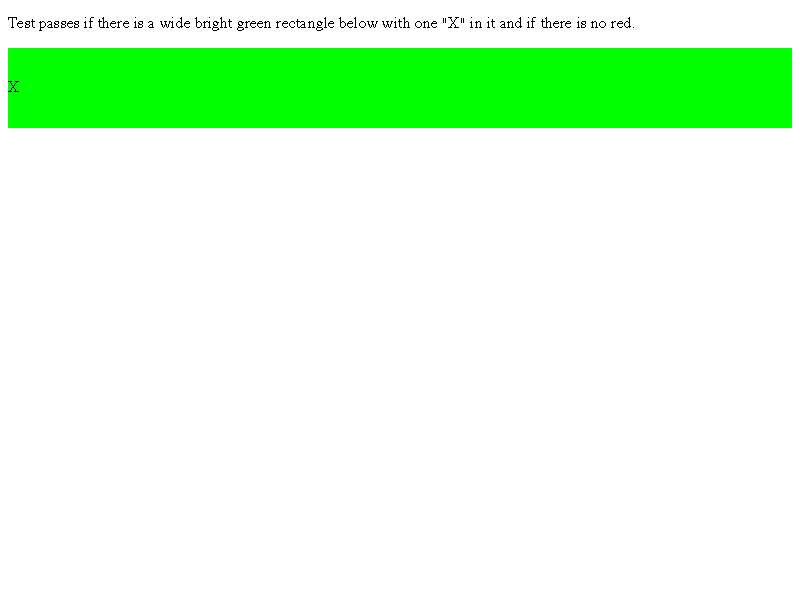 Test passes if there is a wide bright green rectangle below with one "X" in it and if there is no red.
X